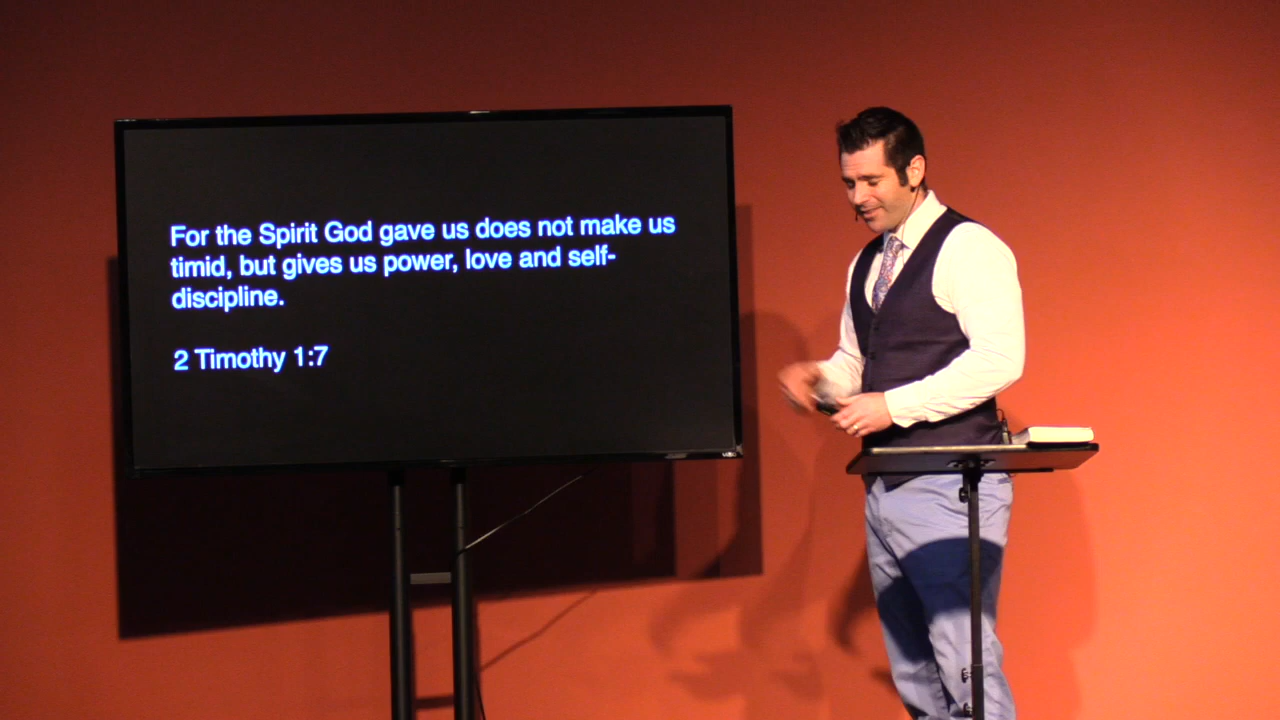 For the Spirit God gave us does not make us
timid, but gives us power, love and self-
discipline.
2 Timothy 1:7